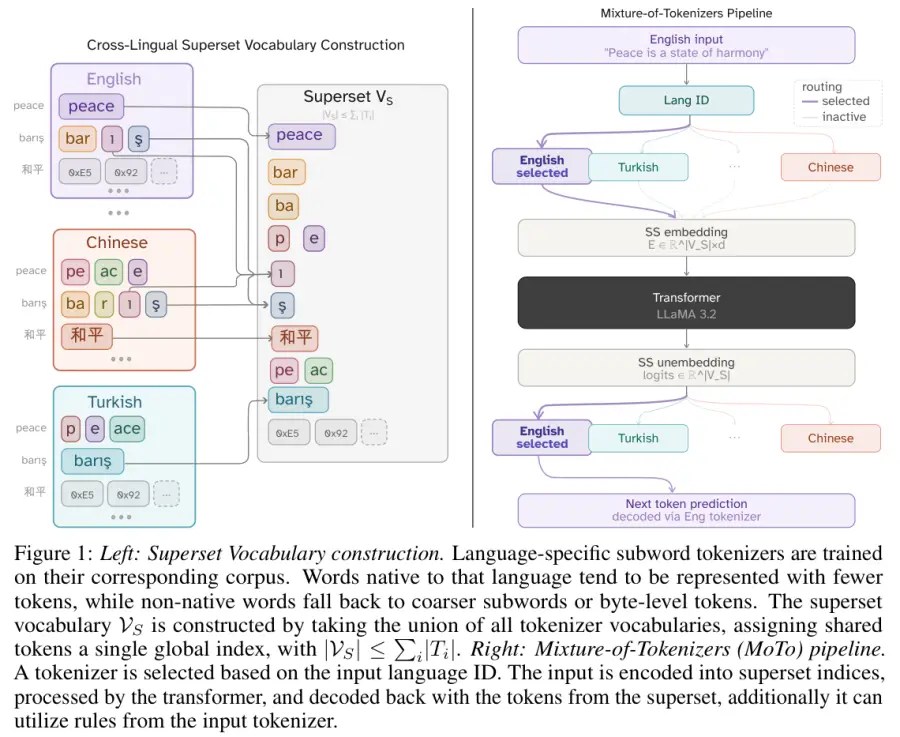 Cross-Lingual Superset Vocabulary Construction
English
peace peace
barış bar ı ş
和平 0xE5 0x92 ...
•••
•••
Chinese
peace pe ac e
barış ba r ı ş
和平 和平
•••
Turkish
peace p e ace
barış barış
和平 0xE5 0x92 ...
•••
Superset VS
|VS| ≤ ∑, |Ti|
peace
bar
ba
p e
ı
ş
和平
pe ac
barış
0xE5 0x92 ...
Mixture-of-Tokenizers Pipeline
English input
"Peace is a state of harmony"
routing
selected
inactive
Lang ID
English
selected
Turkish
...
Chinese
SS embedding
E ∈ ℝ^|V_S|×d
Transformer
LLaMA 3.2
SS unembedding
logits ∈ ℝ^|V_S|
English
selected
Turkish
...
Chinese
Next token prediction
decoded via Eng tokenizer
Figure 1: Left: Superset Vocabulary construction. Language-specific subword tokenizers are trained
on their corresponding corpus. Words native to that language tend to be represented with fewer
tokens, while non-native words fall back to coarser subwords or byte-level tokens. The superset
vocabulary 𝒱S is constructed by taking the union of all tokenizer vocabularies, assigning shared
tokens a single global index, with |𝒱S| ≤ ∑i|Ti|. Right: Mixture-of-Tokenizers (MoTo) pipeline.
A tokenizer is selected based on the input language ID. The input is encoded into superset indices,
processed by the transformer, and decoded back with the tokens from the superset, additionally it can
utilize rules from the input tokenizer.